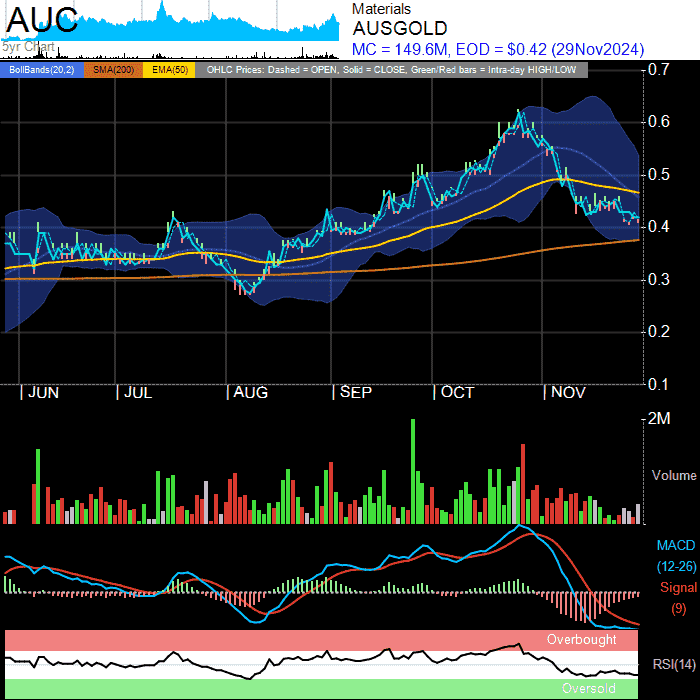 AUC
5yr Chart
Materials
AUSGOLD
MC = 149.6M, EOD = $0.42 (29Nov2024)
BollBands(20,2) SMA(200) EMA(50) OHLC Prices: Dashed = OPEN, Solid = CLOSE, Green/Red bars = Intra-day HIGH/LOW
0.7
0.6
0.5
0.4
0.3
0.2
0.1
| JUN | JUL | AUG | SEP | OCT | NOV
2M
Volume
MACD
(12-26)
Signal
(9)
Overbought
RSI(14)
Oversold